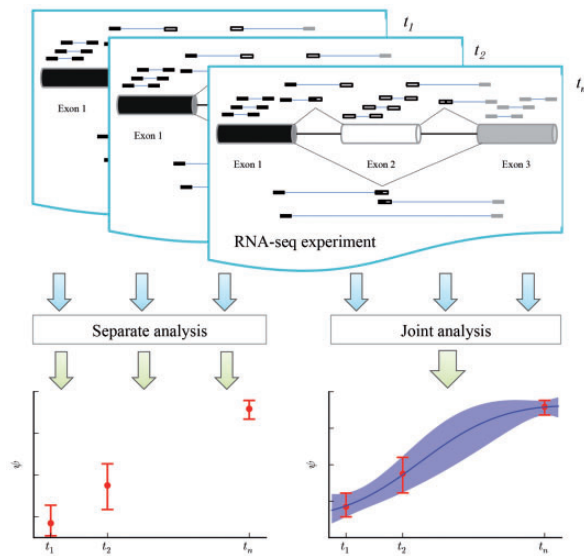 t1
t2
tn
Exon 1
Exon 1
Exon 1
Exon 2
Exon 3
RNA-seq experiment
Separate analysis
Joint analysis
ψ
t1
t2
tn
ψ
t1
t2
tn